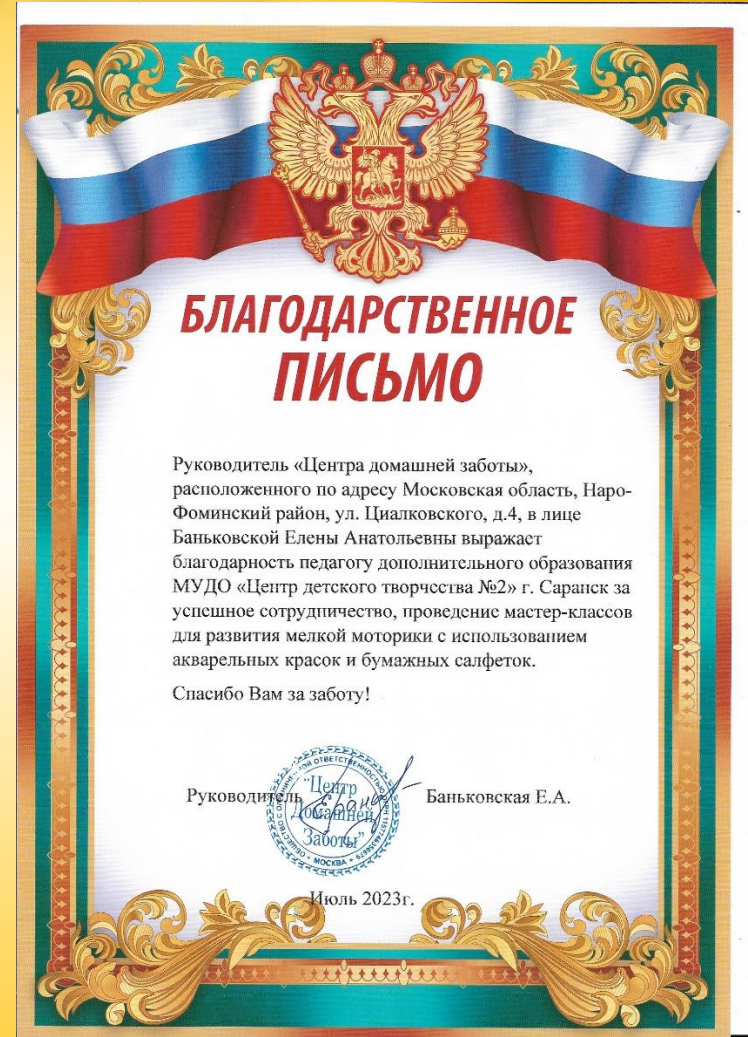 БЛАГОДАРСТВЕННОЕ
ПИСЬМО
Руководитель «Центра домашней заботы»,
расположенного по адресу Московская область, Наро-
Фоминский район, ул. Циалковского, д.4, в лице
Баньковской Елены Анатольевны выражает
благодарность педагогу дополнительного образования
МУДО «Центр детского творчества №2» г. Саранск за
успешное сотрудничество, проведение мастер-классов
для развития мелкой моторики с использованием
акварельных красок и бумажных салфеток.
Спасибо Вам за заботу!
Руководитель
Баньковская Е.А.
"Центр
Домашней
Заботы"
МОСКВА
Июль 2023г.